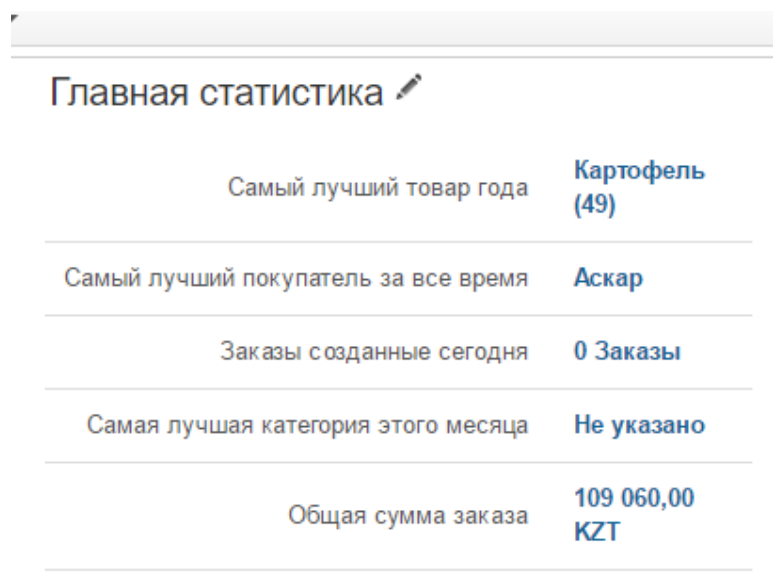 Главная статистика
Самый лучший товар года
Картофель
(49)
Самый лучший покупатель за все время
Аскар
Заказы созданные сегодня
0 Заказы
Самая лучшая категория этого месяца
Не указано
Общая сумма заказа
109 060,00
KZT